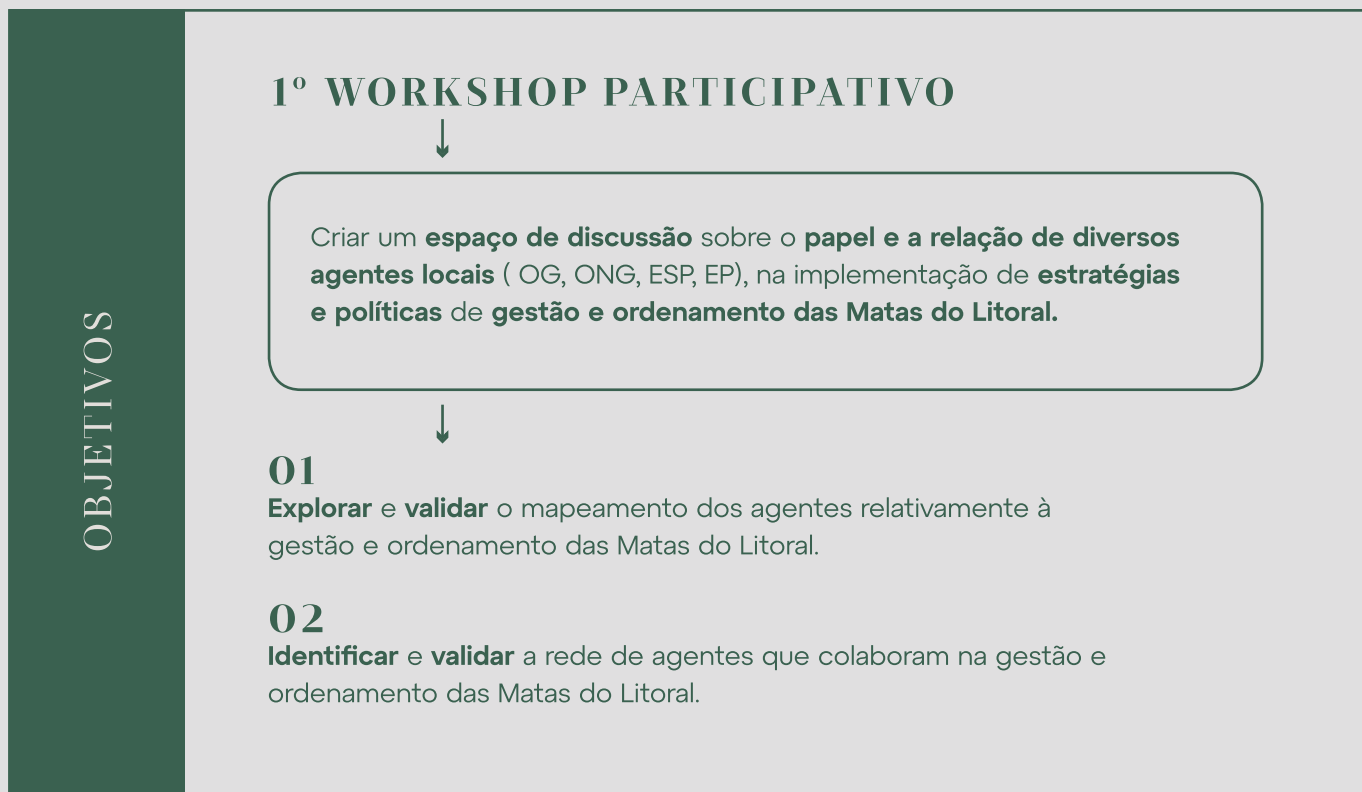 OBJETIVOS
1º WORKSHOP PARTICIPATIVO
Criar um espaço de discussão sobre o papel e a relação de diversos
agentes locais ( OG, ONG, ESP, EP), na implementação de estratégias
e políticas de gestão e ordenamento das Matas do Litoral.
01
Explorar e validar o mapeamento dos agentes relativamente à
gestão e ordenamento das Matas do Litoral.
02
Identificar e validar a rede de agentes que colaboram na gestão e
ordenamento das Matas do Litoral.